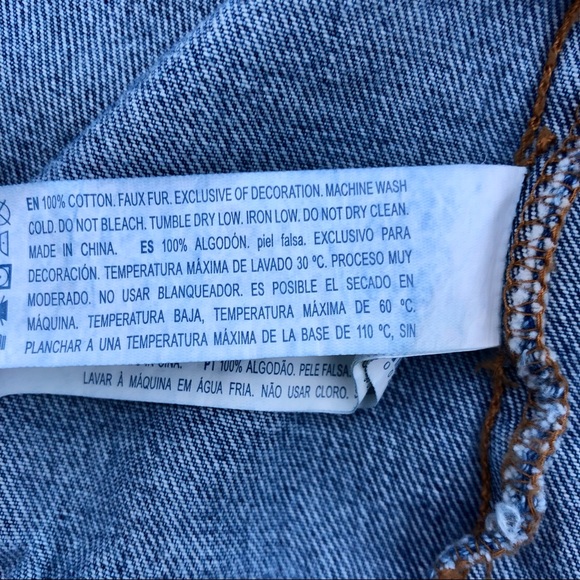 EN 100% COTTON. FAUX FUR. EXCLUSIVE OF DECORATION. MACHINE WASH
COLD. DO NOT BLEACH. TUMBLE DRY LOW. IRON LOW. DO NOT DRY CLEAN.
MADE IN CHINA. ES 100% ALGODÓN. piel falsa. EXCLUSIVO PARA
DECORACIÓN. TEMPERATURA MÁXIMA DE LAVADO 30 ºC. PROCESO MUY
MODERADO. NO USAR BLANQUEADOR. ES POSIBLE EL SECADO EN
MÁQUINA. TEMPERATURA BAJA, TEMPERATURA MÁXIMA DE 60 ºC.
PLANCHAR A UNA TEMPERATURA MÁXIMA DE LA BASE DE 110 ºC, SIN
PT 100% ALGODÃO. PELE FALSA.
LAVAR À MÁQUINA EM ÁGUA FRIA. NÃO USAR CLORO.